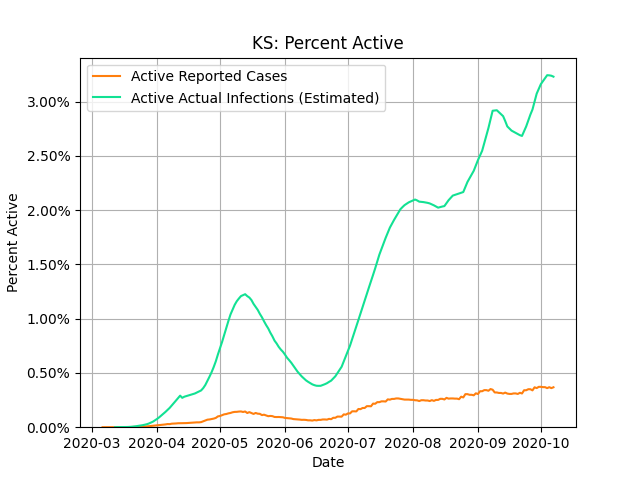 KS: Percent Active
Active Reported Cases
Active Actual Infections (Estimated)
Percent Active
3.00%
2.50%
2.00%
1.50%
1.00%
0.50%
0.00%
2020-03 2020-04 2020-05 2020-06 2020-07 2020-08 2020-09 2020-10
Date